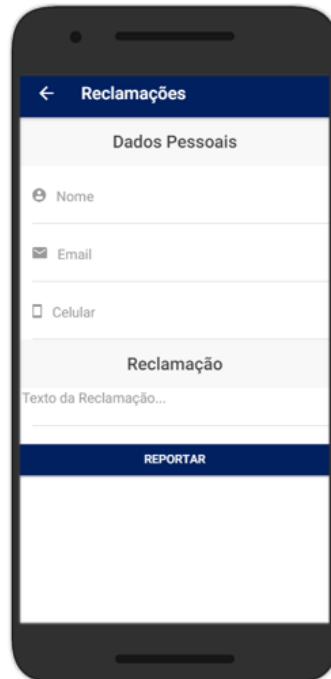 Reclamações
Dados Pessoais
Nome
Email
Celular
Reclamação
Texto da Reclamação...
REPORTAR